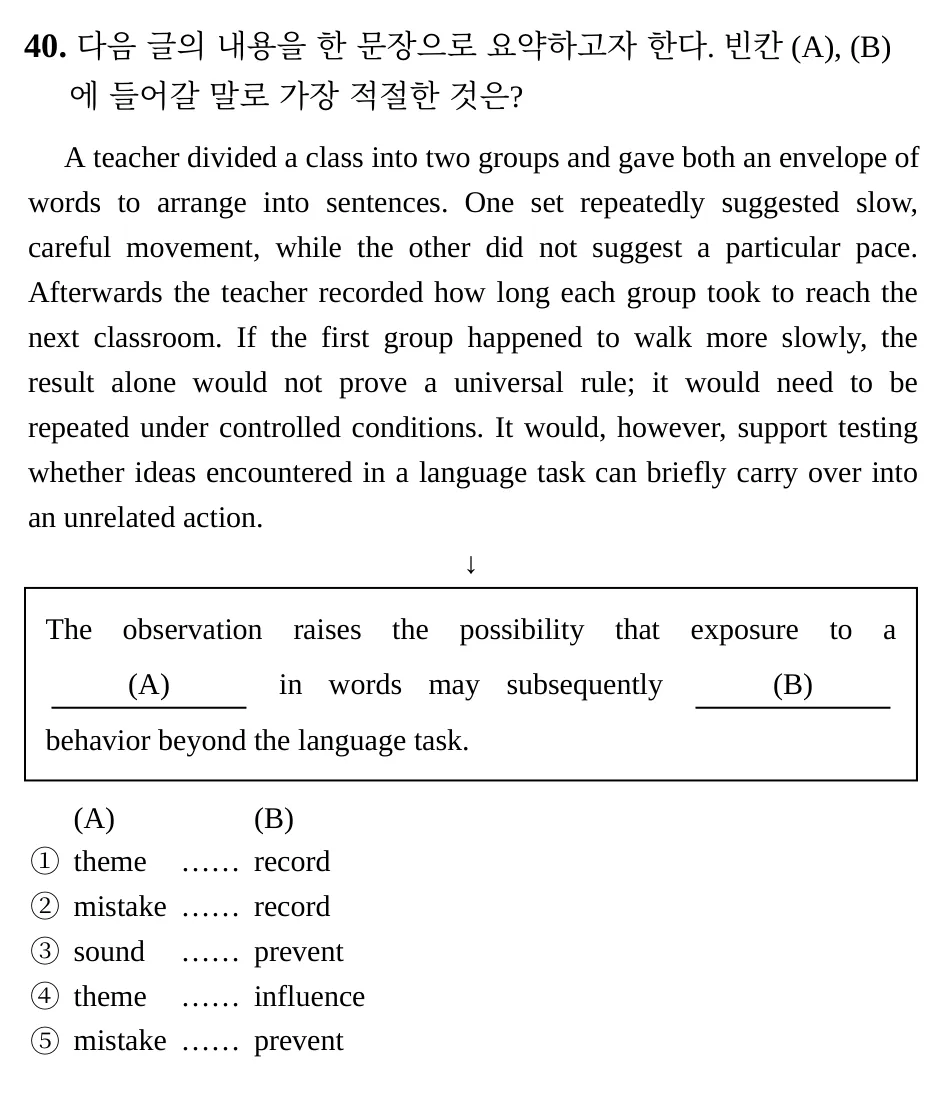 40. 다음 글의 내용을 한 문장으로 요약하고자 한다. 빈칸 (A), (B)
에 들어갈 말로 가장 적절한 것은?
A teacher divided a class into two groups and gave both an envelope of
words to arrange into sentences. One set repeatedly suggested slow,
careful movement, while the other did not suggest a particular pace.
Afterwards the teacher recorded how long each group took to reach the
next classroom. If the first group happened to walk more slowly, the
result alone would not prove a universal rule; it would need to be
repeated under controlled conditions. It would, however, support testing
whether ideas encountered in a language task can briefly carry over into
an unrelated action.
↓
The observation raises the possibility that exposure to a
(A) in words may subsequently (B)
behavior beyond the language task.
(A) (B)
① theme …… record
② mistake …… record
③ sound …… prevent
④ theme …… influence
⑤ mistake …… prevent